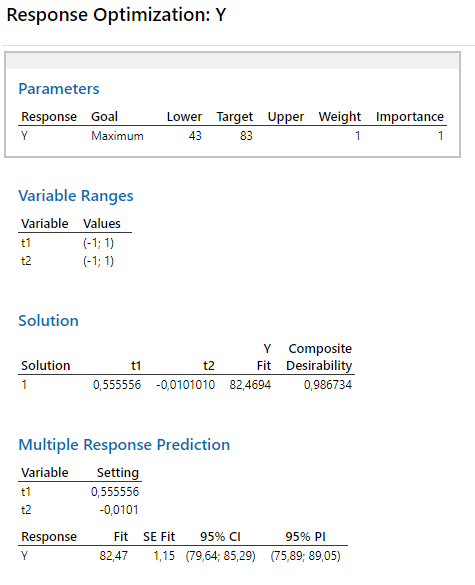 Response Optimization: Y
Parameters
Response Goal Lower Target Upper Weight Importance
Y Maximum 43 83 1 1
Variable Ranges
Variable Values
t1 (-1; 1)
t2 (-1; 1)
Solution
Y Composite
Solution t1 t2 Fit Desirability
1 0,555556 -0,0101010 82,4694 0,986734
Multiple Response Prediction
Variable Setting
t1 0,555556
t2 -0,0101
Response Fit SE Fit 95% CI 95% PI
Y 82,47 1,15 (79,64; 85,29) (75,89; 89,05)